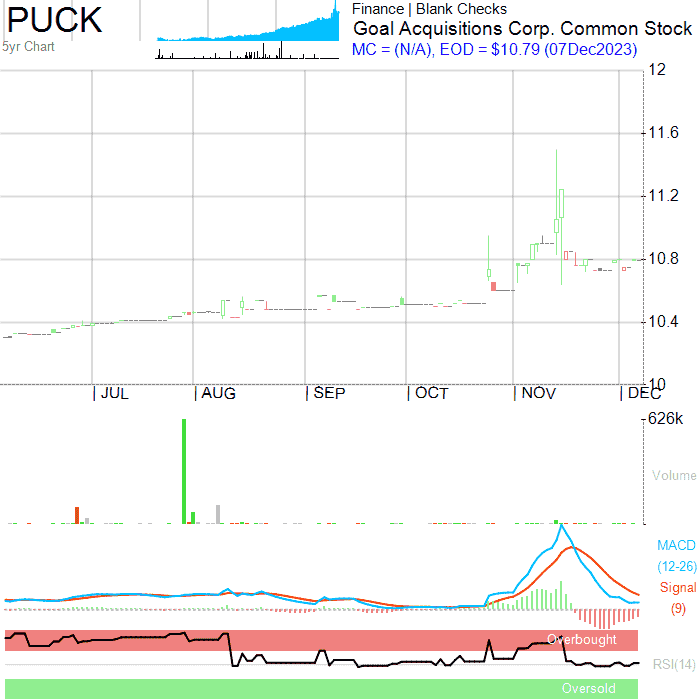 PUCK
5yr Chart
Finance | Blank Checks
Goal Acquisitions Corp. Common Stock
MC = (N/A), EOD = $10.79 (07Dec2023)
12
11.6
11.2
10.8
10.4
10
| JUL | AUG | SEP | OCT | NOV | DEC
626k
Volume
MACD
(12-26)
Signal
(9)
Overbought
RSI(14)
Oversold